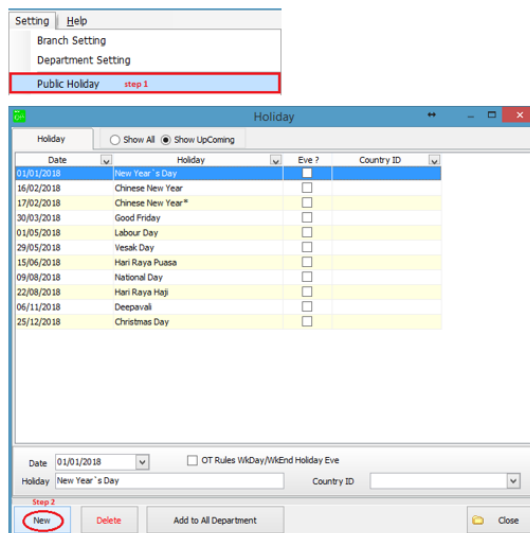 Setting Help
Branch Setting
Department Setting
Public Holiday step 1
Holiday
Holiday Show All Show UpComing
Date Holiday Eve ? Country ID
01/01/2018 New Year`s Day
16/02/2018 Chinese New Year
17/02/2018 Chinese New Year*
30/03/2018 Good Friday
01/05/2018 Labour Day
29/05/2018 Vesak Day
15/06/2018 Hari Raya Puasa
09/08/2018 National Day
22/08/2018 Hari Raya Haji
06/11/2018 Deepavali
25/12/2018 Christmas Day
Date 01/01/2018 OT Rules WkDay/WkEnd Holiday Eve
Holiday New Year`s Day Country ID
Step 2
New Delete Add to All Department Close